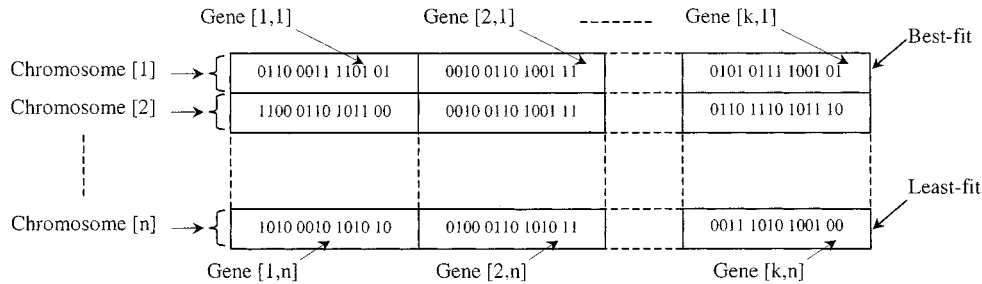 Gene [1,1] Gene [2,1] Gene [k,1]
Best-fit
Chromosome [1] 0110 0011 1101 01 0010 0110 1001 11 0101 0111 1001 01
Chromosome [2] 1100 0110 1011 00 0010 0110 1001 11 0110 1110 1011 10
Least-fit
Chromosome [n] 1010 0010 1010 10 0100 0110 1010 11 0011 1010 1001 00
Gene [1,n] Gene [2,n] Gene [k,n]